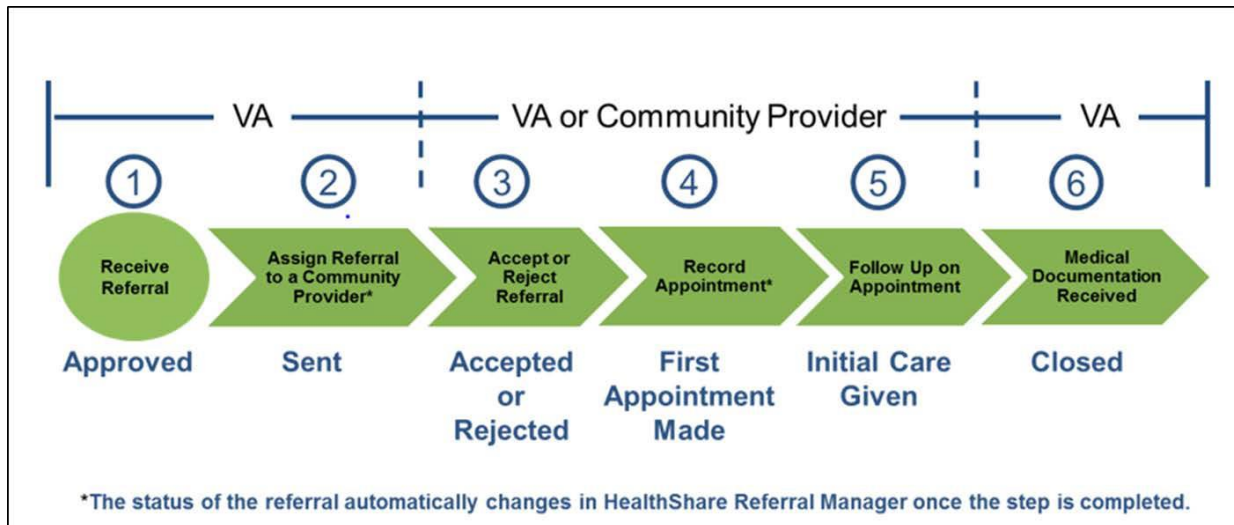 VA
VA or Community Provider
VA
1
2
3
4
5
6
Receive
Referral
Assign Referral
to a Community
Provider*
Accept or
Reject
Referral
Record
Appointment*
Follow Up on
Appointment
Medical
Documentation
Received
Approved
Sent
Accepted
or
Rejected
First
Appointment
Made
Initial Care
Given
Closed
*The status of the referral automatically changes in HealthShare Referral Manager once the step is completed.